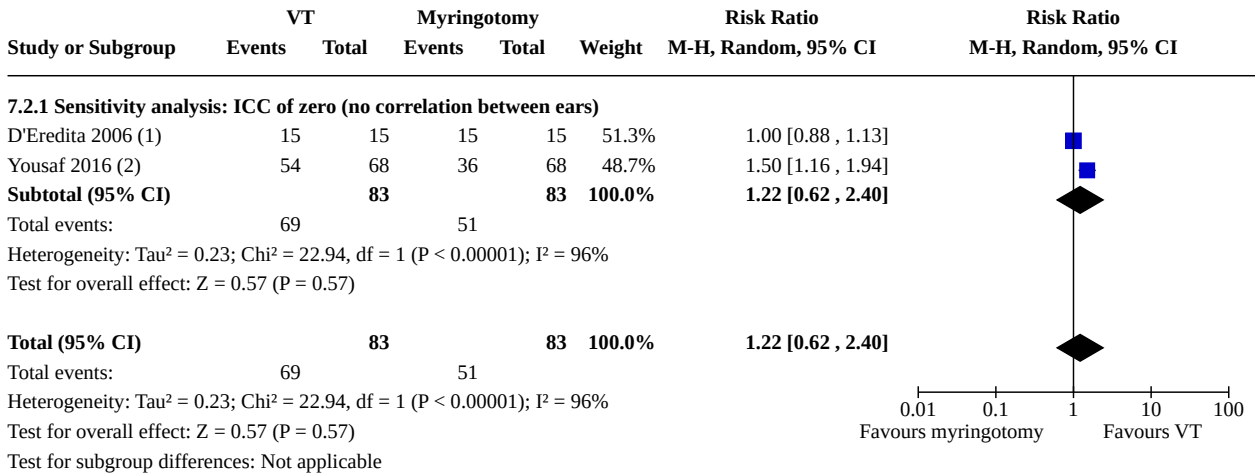 VT Myringotomy Risk Ratio Risk Ratio
Study or Subgroup Events Total Events Total Weight M-H, Random, 95% CI M-H, Random, 95% CI
7.2.1 Sensitivity analysis: ICC of zero (no correlation between ears)
D'Eredita 2006 (1) 15 15 15 15 51.3% 1.00 [0.88 , 1.13]
Yousaf 2016 (2) 54 68 36 68 48.7% 1.50 [1.16 , 1.94]
Subtotal (95% CI) 83 83 100.0% 1.22 [0.62 , 2.40]
Total events: 69 51
Heterogeneity: Tau² = 0.23; Chi² = 22.94, df = 1 (P < 0.00001); I² = 96%
Test for overall effect: Z = 0.57 (P = 0.57)
Total (95% CI) 83 83 100.0% 1.22 [0.62 , 2.40]
Total events: 69 51
Heterogeneity: Tau² = 0.23; Chi² = 22.94, df = 1 (P < 0.00001); I² = 96%
0.01 0.1 1 10 100
Test for overall effect: Z = 0.57 (P = 0.57) Favours myringotomy Favours VT
Test for subgroup differences: Not applicable